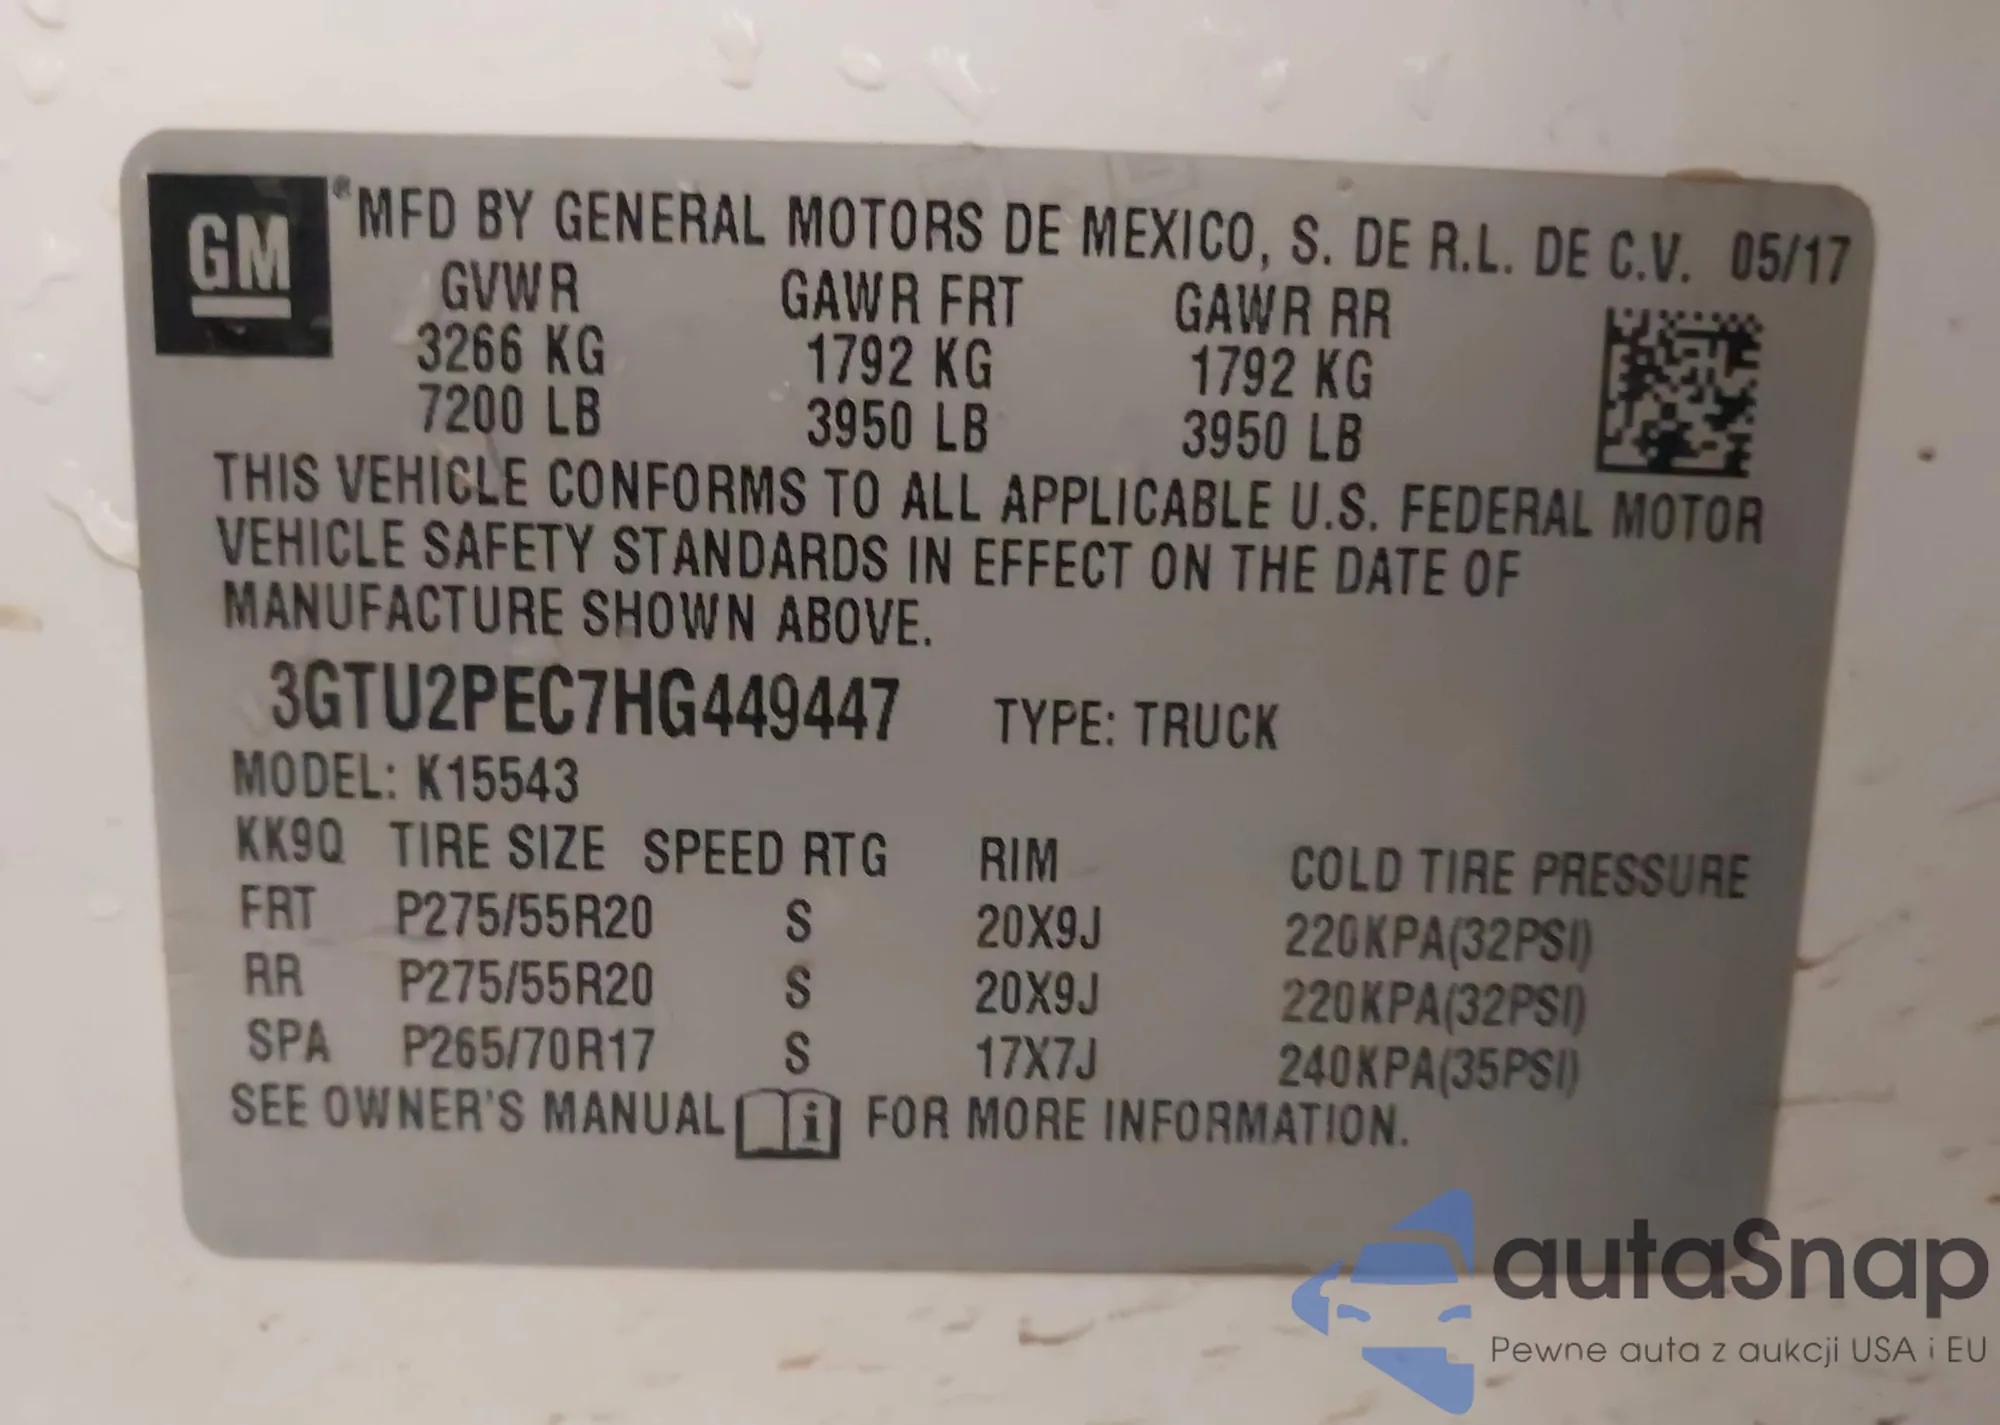 GM® MFD BY GENERAL MOTORS DE MEXICO, S. DE R.L. DE C.V. 05/17
GVWR GAWR FRT GAWR RR
3266 KG 1792 KG 1792 KG
7200 LB 3950 LB 3950 LB
THIS VEHICLE CONFORMS TO ALL APPLICABLE U.S. FEDERAL MOTOR
VEHICLE SAFETY STANDARDS IN EFFECT ON THE DATE OF
MANUFACTURE SHOWN ABOVE.
3GTU2PEC7HG449447 TYPE: TRUCK
MODEL: K15543
KK9Q TIRE SIZE SPEED RTG RIM COLD TIRE PRESSURE
FRT P275/55R20 S 20X9J 220KPA(32PSI)
RR P275/55R20 S 20X9J 220KPA(32PSI)
SPA P265/70R17 S 17X7J 240KPA(35PSI)
SEE OWNER'S MANUAL i FOR MORE INFORMATION.
autaSnap
Pewne auta z aukcji USA i EU